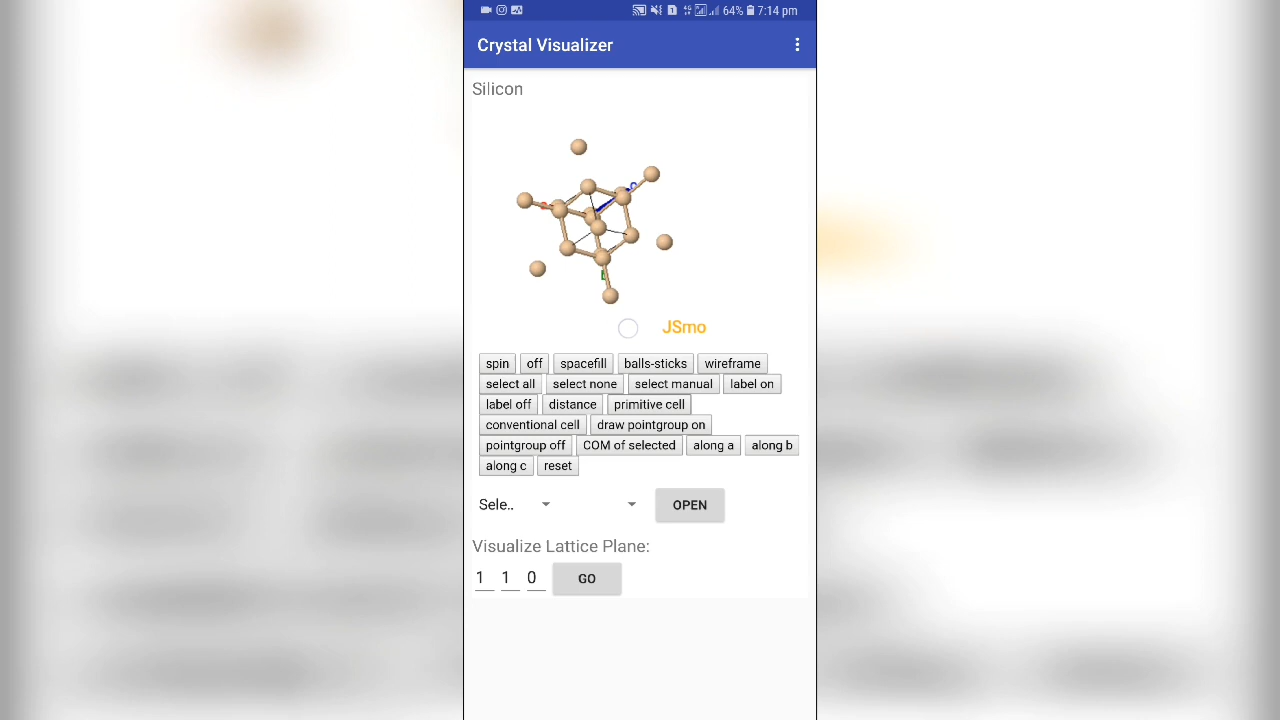 64% 7:14 pm
Crystal Visualizer
Silicon
JSmo
spin off spacefill balls-sticks wireframe
select all select none select manual label on
label off distance primitive cell
conventional cell draw pointgroup on
pointgroup off COM of selected along a along b
along c reset
Sele.. OPEN
Visualize Lattice Plane:
1 1 0 GO